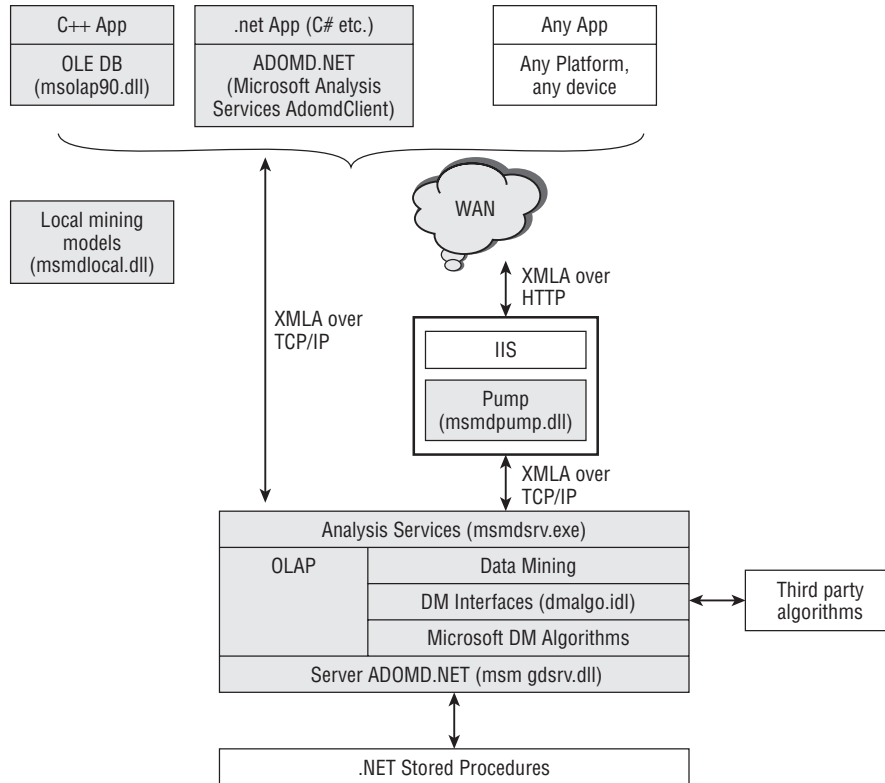 C++ App
OLE DB
(msolap90.dll)
.net App (C# etc.)
ADOMD.NET
(Microsoft Analysis
Services AdomdClient)
Any App
Any Platform,
any device
Local mining
models
(msmdlocal.dll)
WAN
XMLA over
HTTP
XMLA over
TCP/IP
IIS
Pump
(msmdpump.dll)
XMLA over
TCP/IP
Analysis Services (msmdsrv.exe)
OLAP
Data Mining
DM Interfaces (dmalgo.idl)
Microsoft DM Algorithms
Third party
algorithms
Server ADOMD.NET (msm gdsrv.dll)
.NET Stored Procedures